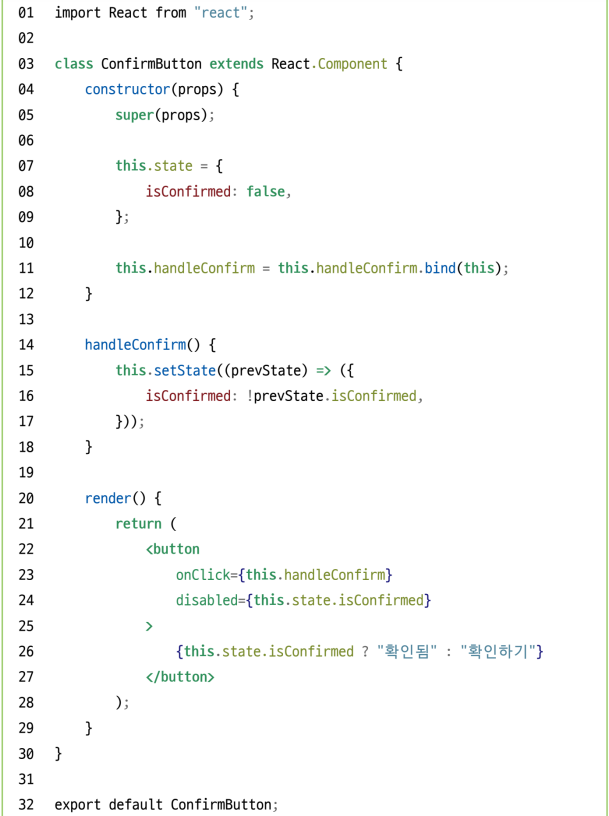 01 import React from "react";
02
03 class ConfirmButton extends React.Component {
04     constructor(props) {
05         super(props);
06
07         this.state = {
08             isConfirmed: false,
09         };
10
11         this.handleConfirm = this.handleConfirm.bind(this);
12     }
13
14     handleConfirm() {
15         this.setState((prevState) => ({
16             isConfirmed: !prevState.isConfirmed,
17         }));
18     }
19
20     render() {
21         return (
22             <button
23                 onClick={this.handleConfirm}
24                 disabled={this.state.isConfirmed}
25             >
26                 {this.state.isConfirmed ? "확인됨" : "확인하기"}
27             </button>
28         );
29     }
30 }
31
32 export default ConfirmButton;